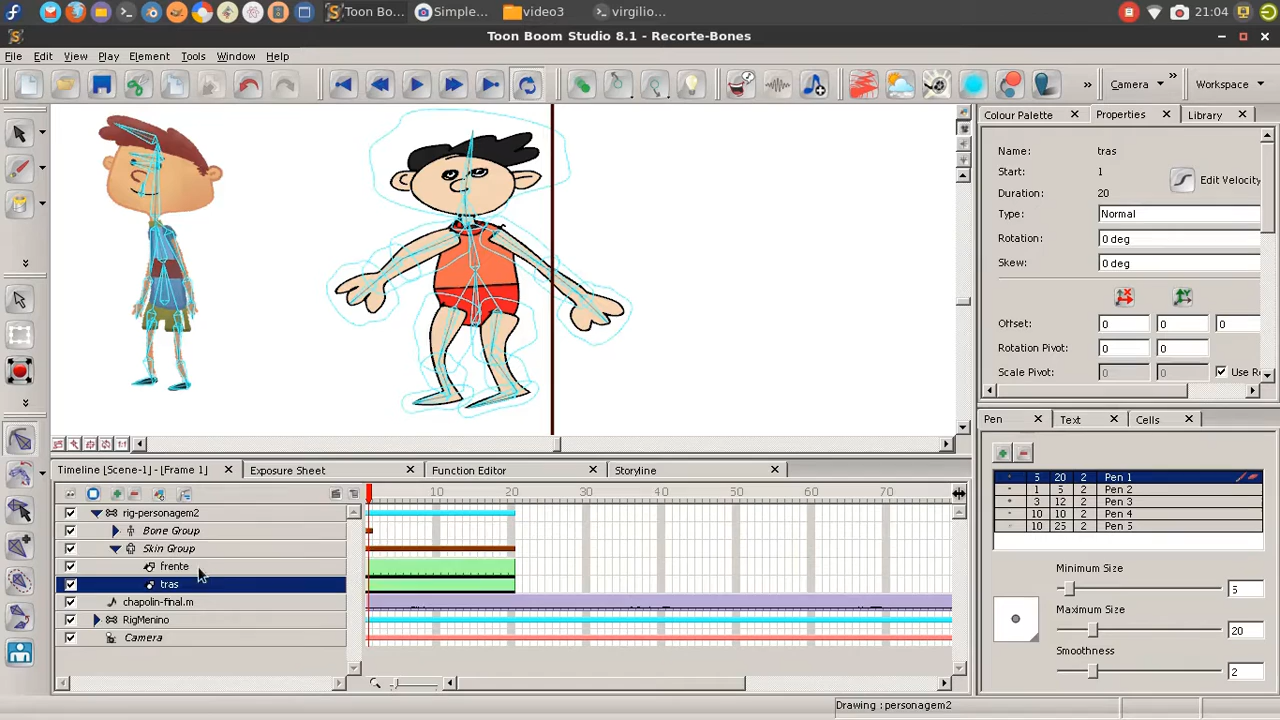 Toon Bo... Simple... video3 virgilio... 21:04
Toon Boom Studio 8.1 - Recorte-Bones
File Edit View Play Element Tools Window Help
Camera Workspace
Colour Palette Properties Library
Name: tras
Start: 1
Edit Velocity
Duration: 20
Type: Normal
Rotation: 0 deg
Skew: 0 deg
Offset: 0 0 0
Rotation Pivot: 0 0
Scale Pivot: 0 0 Use R
Pen Text Cells
5 20 2 Pen 1
1 5 2 Pen 2
3 12 3 Pen 3
10 10 2 Pen 4
10 25 2 Pen 5
Minimum Size
5
Maximum Size
20
Smoothness
2
Timeline [Scene-1] - [Frame 1] Exposure Sheet Function Editor Storyline
10 20 30 40 50 60 70
rig-personagem2
Bone Group
Skin Group
frente
tras
chapolin-final.m
RigMenino
Camera
Drawing : personagem2